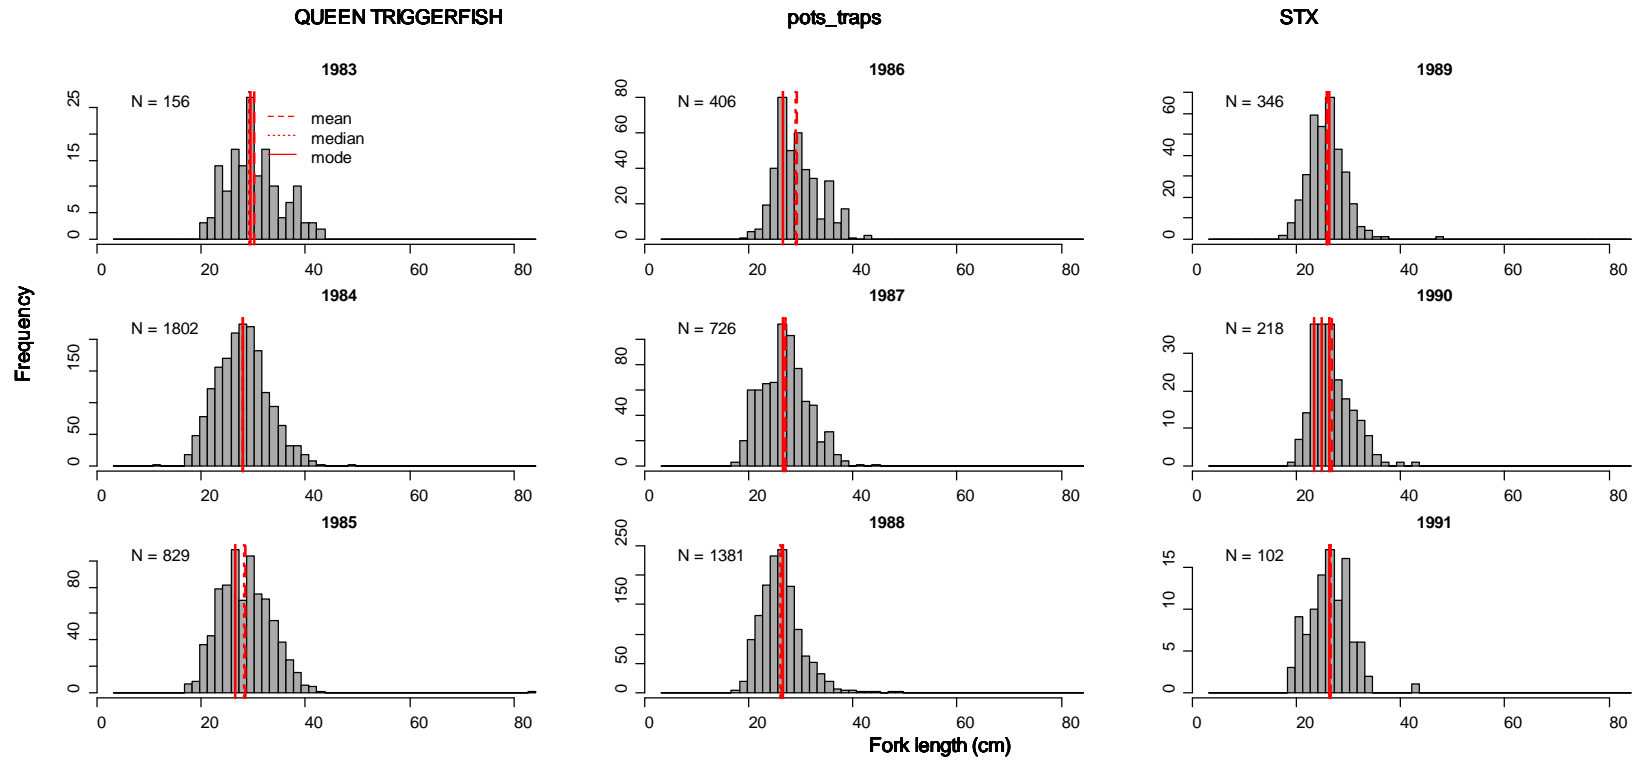 QUEEN TRIGGERFISH pots_traps STX
1983 1986 1989
N = 156 N = 406 N = 346
mean
median
mode
0 5 15 25
0 20 40 60 80
0 20 40 60
0 20 40 60 80 0 20 40 60 80 0 20 40 60 80
1984 1987 1990
N = 1802 N = 726 N = 218
0 50 150
0 40 80
0 10 20 30
0 20 40 60 80 0 20 40 60 80 0 20 40 60 80
1985 1988 1991
N = 829 N = 1381 N = 102
0 40 80
0 50 150 250
0 5 10 15
0 20 40 60 80 0 20 40 60 80 0 20 40 60 80
Frequency
Fork length (cm)